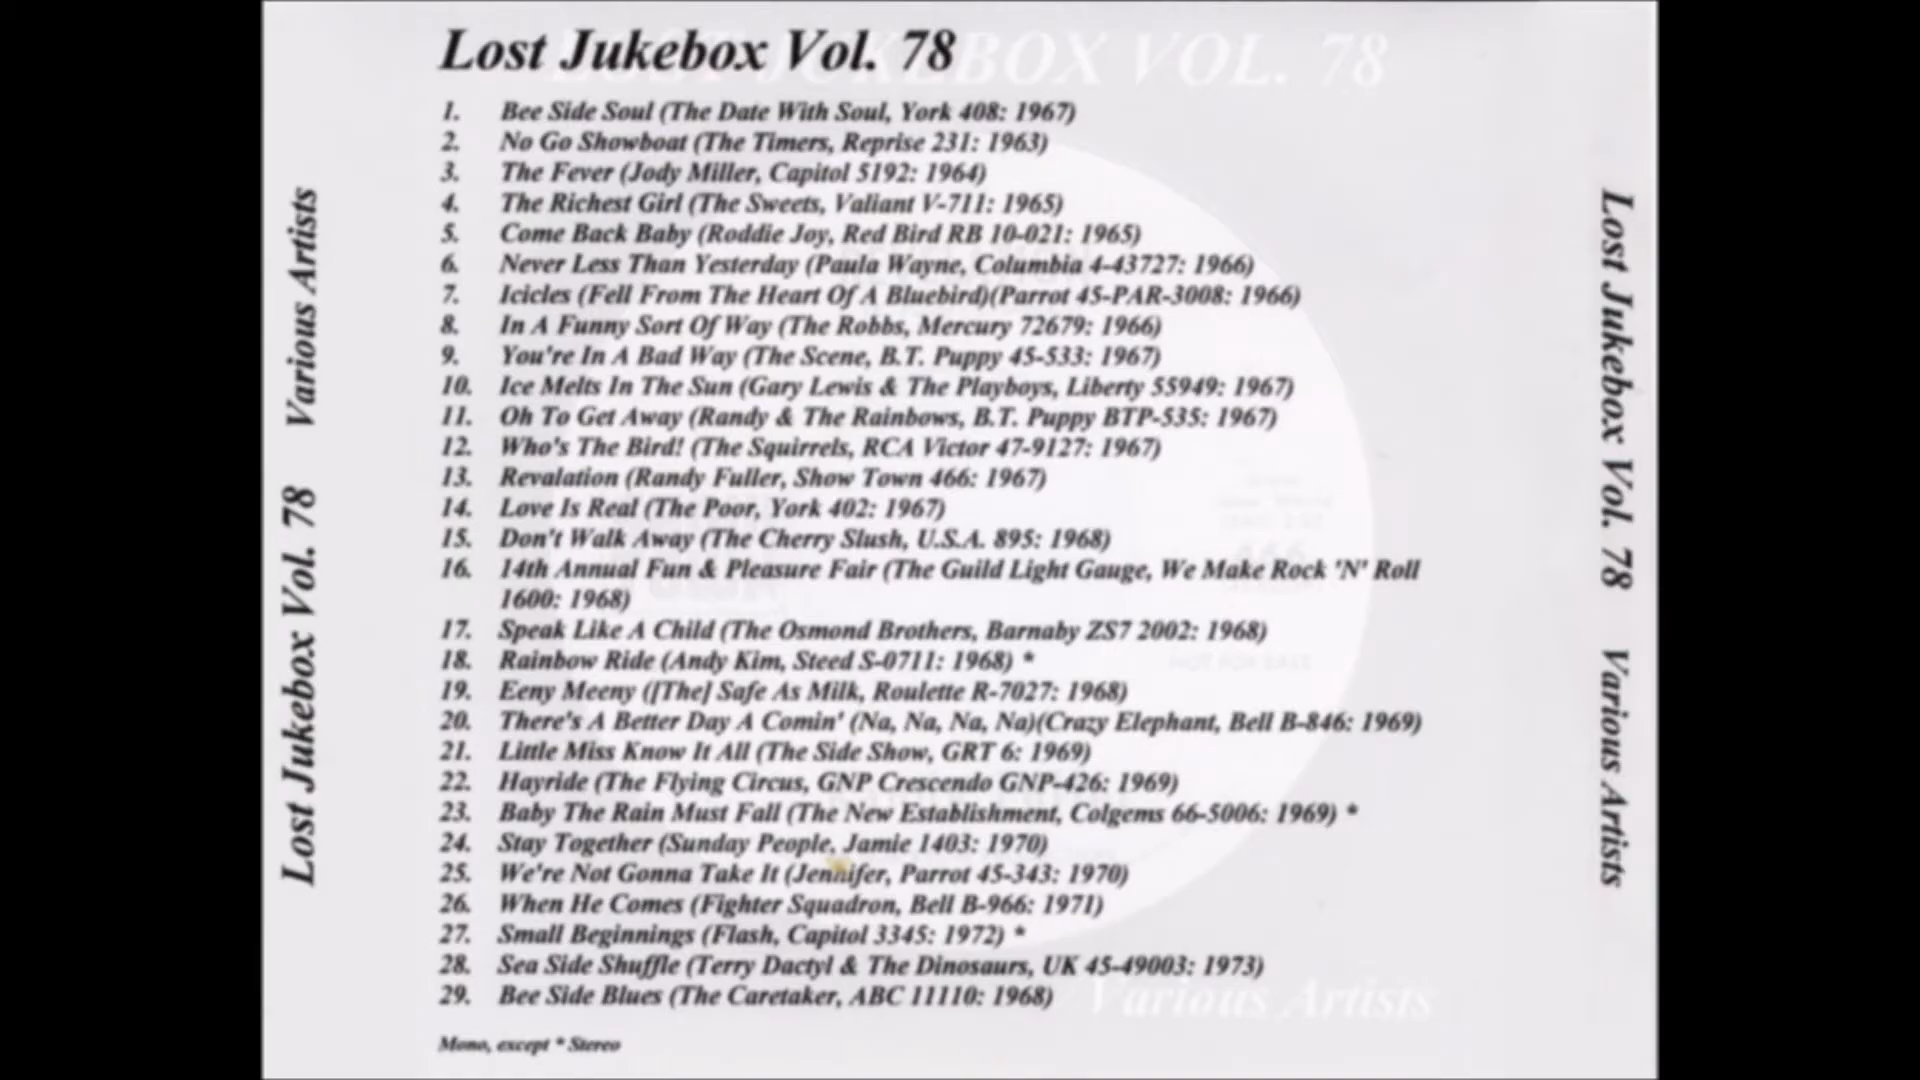 Lost Jukebox Vol. 78
LOST JUKEBOX VOL. 78
1. Bee Side Soul (The Date With Soul, York 408: 1967)
2. No Go Showboat (The Timers, Reprise 231: 1963)
3. The Fever (Jody Miller, Capitol 5192: 1964)
4. The Richest Girl (The Sweets, Valiant V-711: 1965)
5. Come Back Baby (Roddie Joy, Red Bird RB 10-021: 1965)
6. Never Less Than Yesterday (Paula Wayne, Columbia 4-43727: 1966)
7. Icicles (Fell From The Heart Of A Bluebird)(Parrot 45-PAR-3008: 1966)
8. In A Funny Sort Of Way (The Robbs, Mercury 72679: 1966)
9. You're In A Bad Way (The Scene, B.T. Puppy 45-533: 1967)
10. Ice Melts In The Sun (Gary Lewis & The Playboys, Liberty 55949: 1967)
11. Oh To Get Away (Randy & The Rainbows, B.T. Puppy BTP-535: 1967)
12. Who's The Bird! (The Squirrels, RCA Victor 47-9127: 1967)
13. Revalation (Randy Fuller, Show Town 466: 1967)
14. Love Is Real (The Poor, York 402: 1967)
15. Don't Walk Away (The Cherry Slush, U.S.A. 895: 1968)
16. 14th Annual Fun & Pleasure Fair (The Guild Light Gauge, We Make Rock 'N' Roll
1600: 1968)
17. Speak Like A Child (The Osmond Brothers, Barnaby ZS7 2002: 1968)
18. Rainbow Ride (Andy Kim, Steed S-0711: 1968) *
19. Eeny Meeny ([The] Safe As Milk, Roulette R-7027: 1968)
20. There's A Better Day A Comin' (Na, Na, Na, Na)(Crazy Elephant, Bell B-846: 1969)
21. Little Miss Know It All (The Side Show, GRT 6: 1969)
22. Hayride (The Flying Circus, GNP Crescendo GNP-426: 1969)
23. Baby The Rain Must Fall (The New Establishment, Colgems 66-5006: 1969) *
24. Stay Together (Sunday People, Jamie 1403: 1970)
25. We're Not Gonna Take It (Jennifer, Parrot 45-343: 1970)
26. When He Comes (Fighter Squadron, Bell B-966: 1971)
27. Small Beginnings (Flash, Capitol 3345: 1972) *
28. Sea Side Shuffle (Terry Dactyl & The Dinosaurs, UK 45-49003: 1973)
29. Bee Side Blues (The Caretaker, ABC 11110: 1968)
Various Artists
Mono, except * Stereo
Lost Jukebox Vol. 78 Various Artists
Lost Jukebox Vol. 78 Various Artists